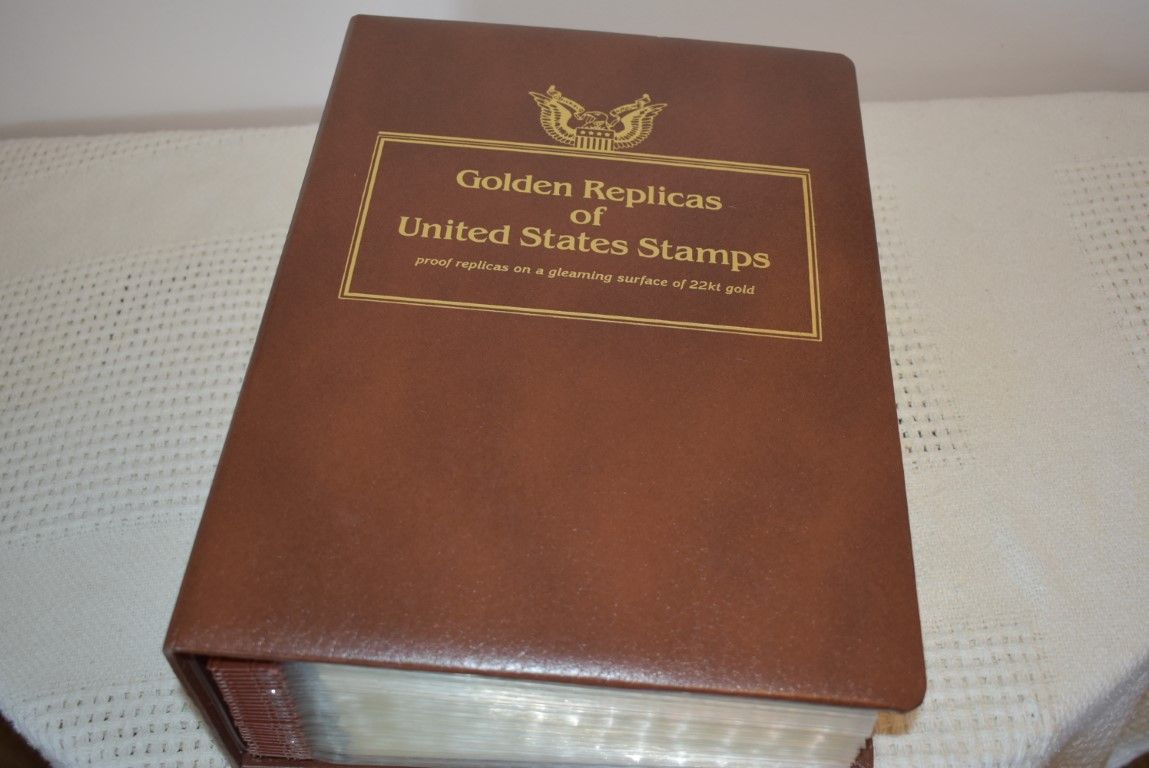 Golden Replicas
of
United States Stamps
proof replicas on a gleaming surface of 22kt gold